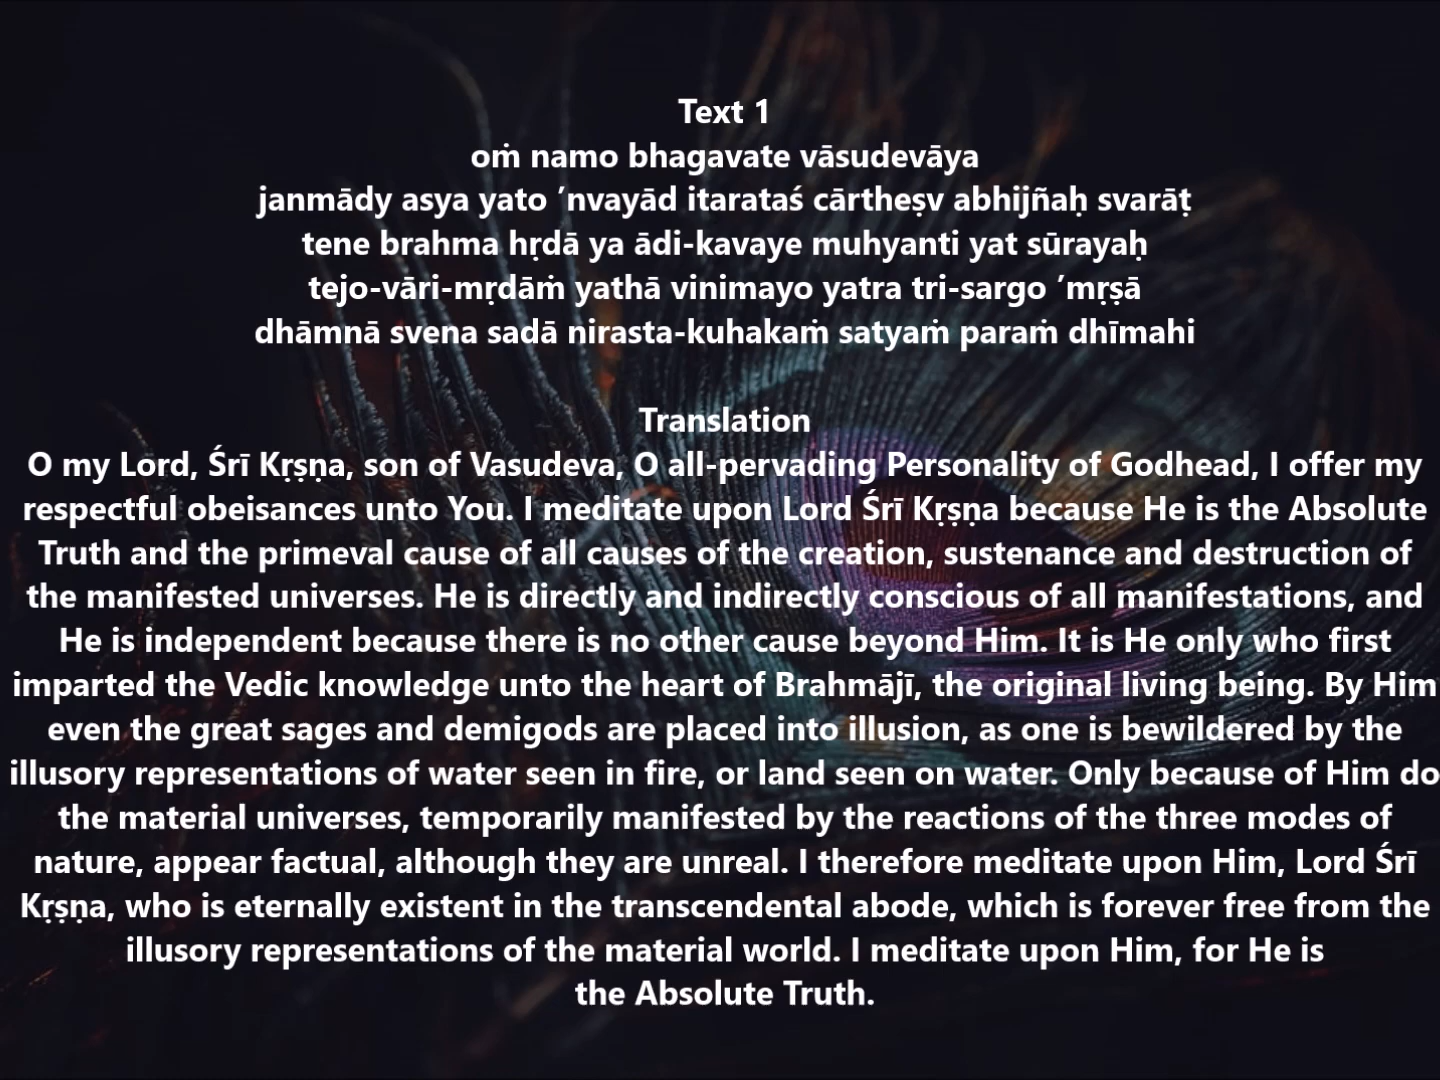 Text 1
oṁ namo bhagavate vāsudevāya
janmādy asya yato ’nvayād itarataś cārtheṣv abhijñaḥ svarāṭ
tene brahma hṛdā ya ādi-kavaye muhyanti yat sūrayaḥ
tejo-vāri-mṛdāṁ yathā vinimayo yatra tri-sargo ’mṛṣā
dhāmnā svena sadā nirasta-kuhakaṁ satyaṁ paraṁ dhīmahi
Translation
O my Lord, Śrī Kṛṣṇa, son of Vasudeva, O all-pervading Personality of Godhead, I offer my
respectful obeisances unto You. I meditate upon Lord Śrī Kṛṣṇa because He is the Absolute
Truth and the primeval cause of all causes of the creation, sustenance and destruction of
the manifested universes. He is directly and indirectly conscious of all manifestations, and
He is independent because there is no other cause beyond Him. It is He only who first
imparted the Vedic knowledge unto the heart of Brahmājī, the original living being. By Him
even the great sages and demigods are placed into illusion, as one is bewildered by the
illusory representations of water seen in fire, or land seen on water. Only because of Him do
the material universes, temporarily manifested by the reactions of the three modes of
nature, appear factual, although they are unreal. I therefore meditate upon Him, Lord Śrī
Kṛṣṇa, who is eternally existent in the transcendental abode, which is forever free from the
illusory representations of the material world. I meditate upon Him, for He is
the Absolute Truth.